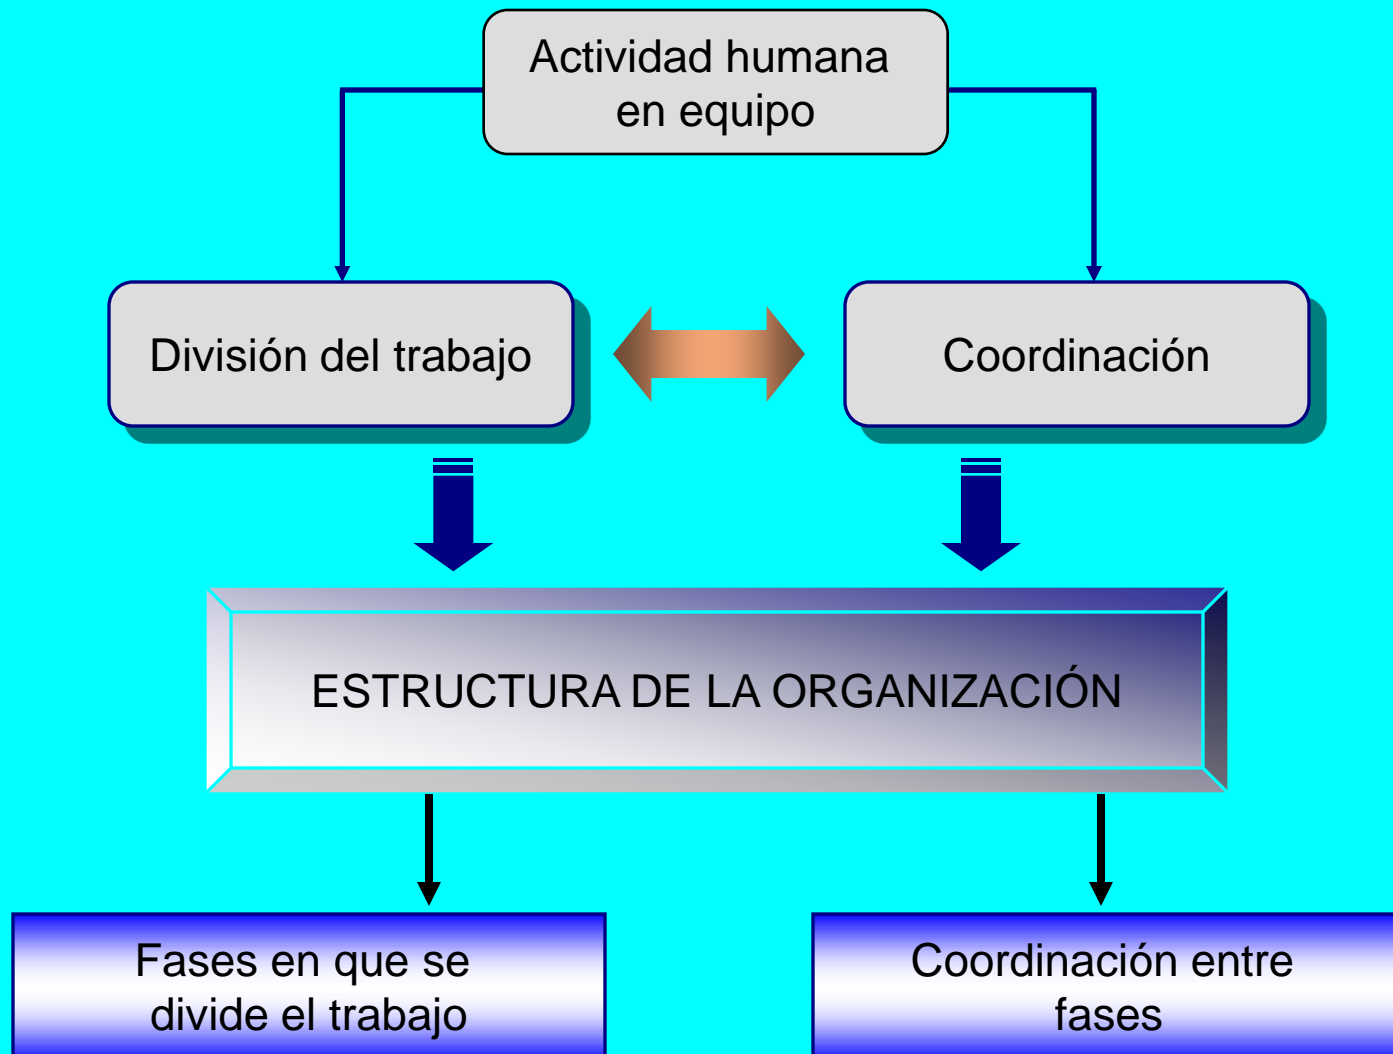 Actividad humana
en equipo
División del trabajo
Coordinación
ESTRUCTURA DE LA ORGANIZACIÓN
Fases en que se
divide el trabajo
Coordinación entre
fases